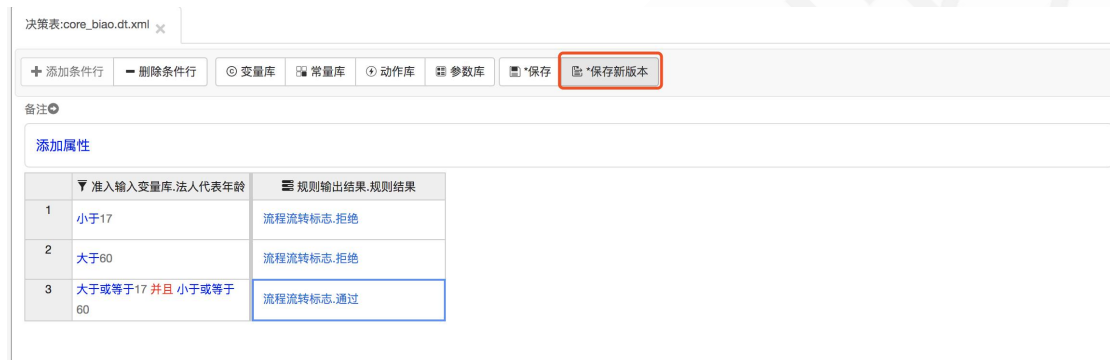 决策表:core_biao.dt.xml
添加条件行 删除条件行 变量库 常量库 动作库 参数库 *保存 *保存新版本
备注
添加属性
准入输入变量库.法人代表年龄 规则输出结果.规则结果
1 小于17 流程流转标志.拒绝
2 大于60 流程流转标志.拒绝
3 大于或等于17 并且 小于或等于 流程流转标志.通过
60